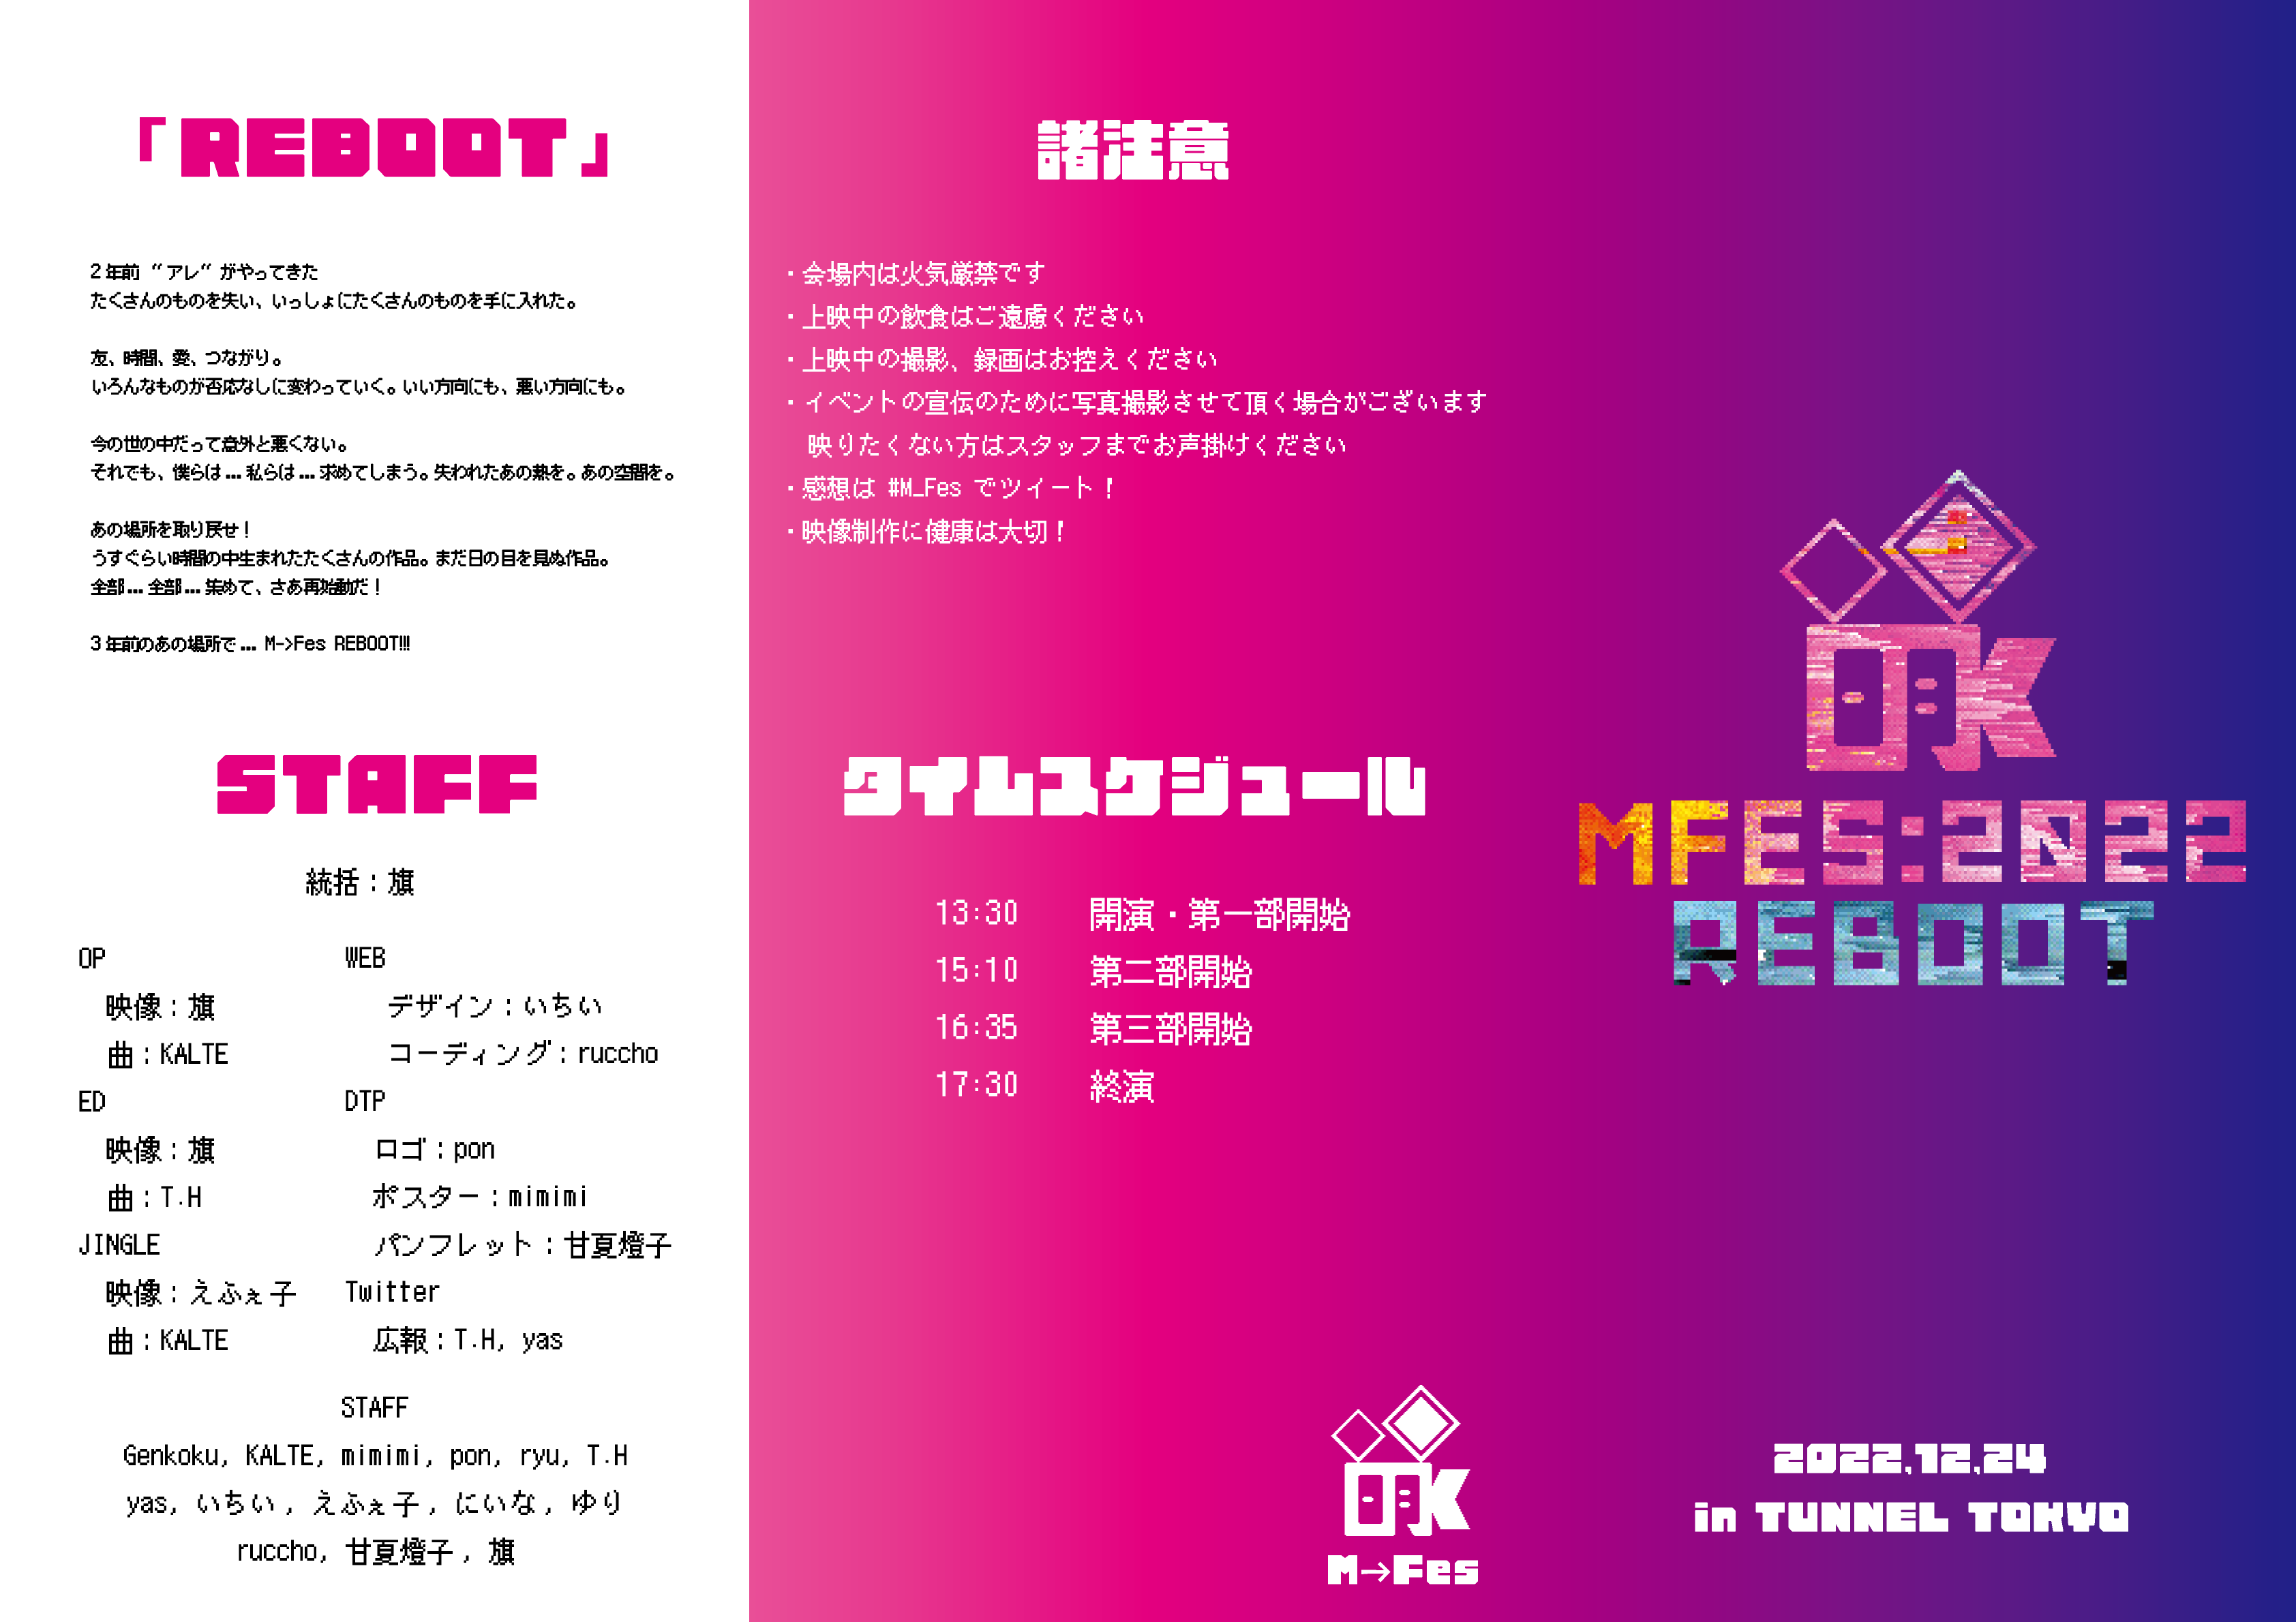 「REBOOT」
2年前 “アレ“ がやってきた
たくさんのものを失い、いっしょにたくさんのものを手に入れた。
友、時間、愛、つながり。
いろんなものが否応なしに変わっていく。いい方向にも、悪い方向にも。
今の世の中だって意外と悪くない。
それでも、僕らは...私らは...求めてしまう。失われたあの熱を。あの空間を。
あの場所を取り戻せ！
うすぐらい時間の中生まれたたくさんの作品。まだ日の目を見ぬ作品。
全部...全部...集めて、さあ再始動だ！
3年前のあの場所で... M->Fes REBOOT!!!
STAFF
統括：旗
OP
映像：旗
曲：KALTE
ED
映像：旗
曲：T.H
JINGLE
映像：えふぇ子
曲：KALTE
WEB
デザイン：いちい
コーディング：ruccho
DTP
ロゴ：pon
ポスター：mimimi
パンフレット：甘夏燈子
Twitter
広報：T.H, yas
STAFF
Genkoku, KALTE, mimimi, pon, ryu, T.H
yas, いちい, えふぇ子, にいな, ゆり
ruccho, 甘夏燈子, 旗
諸注意
・会場内は火気厳禁です
・上映中の飲食はご遠慮ください
・上映中の撮影、録画はお控えください
・イベントの宣伝のために写真撮影させて頂く場合がございます
映りたくない方はスタッフまでお声掛けください
・感想は #M_Fes でツイート！
・映像制作に健康は大切！
タイムスケジュール
13:30 開演・第一部開始
15:10 第二部開始
16:35 第三部開始
17:30 終演
M→Fes
MFES:2022
REBOOT
2022.12.24
in TUNNEL TOKYO